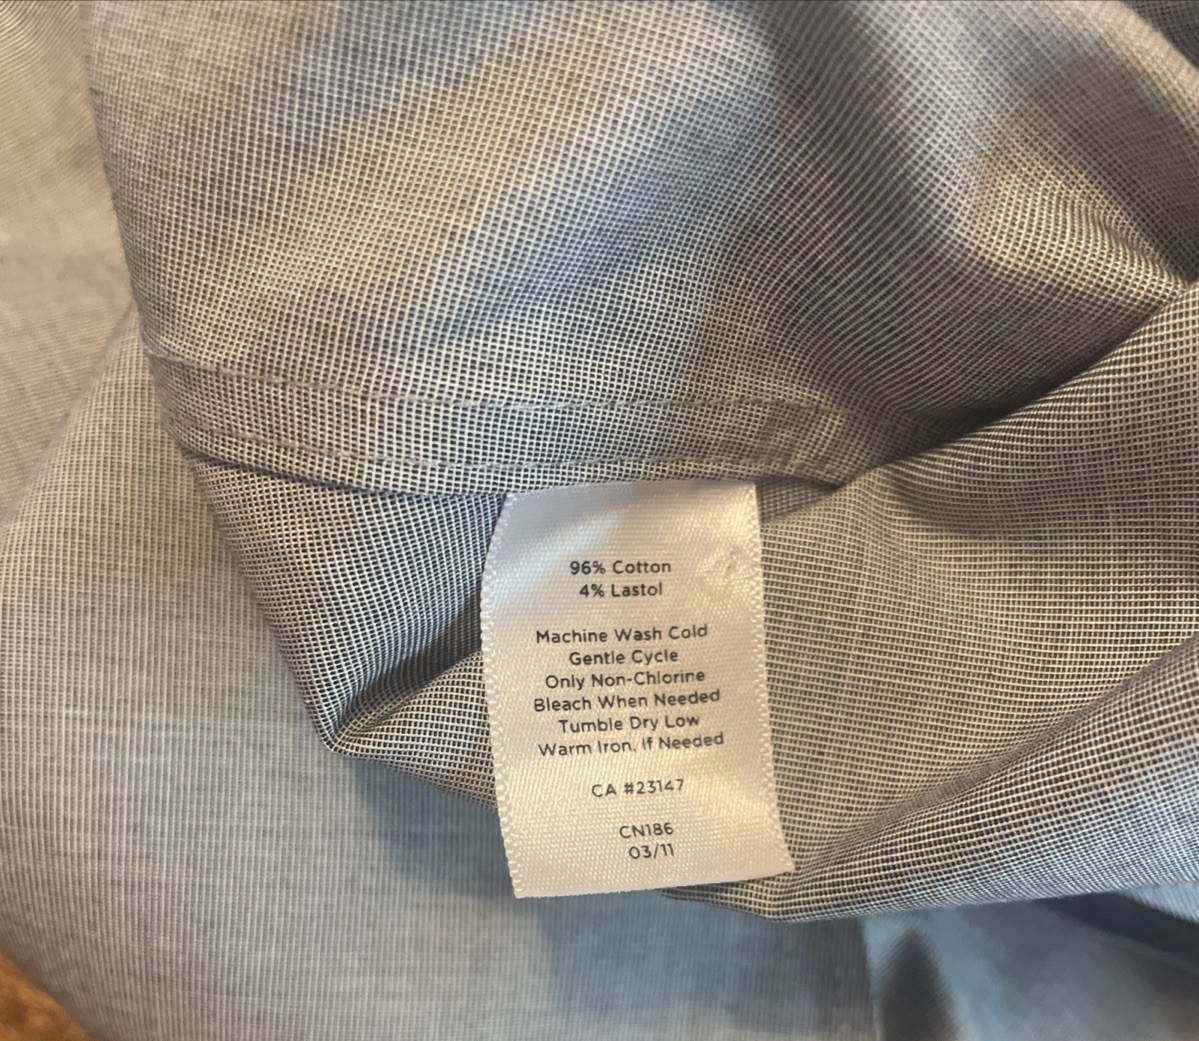 96% Cotton
4% Lastol
Machine Wash Cold
Gentle Cycle
Only Non-Chlorine
Bleach When Needed
Tumble Dry Low
Warm Iron, If Needed
CA #23147
CN186
03/11